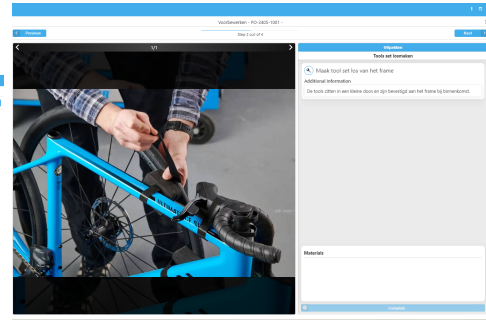 Voorbewerken - PO-2405-1001 -
Previous
Step 2 out of 4
Next
1/1
Uitpakken
Tools set losmaken
Maak tool set los van het frame
Additional information
De tools zitten in een kleine doos en zijn bevestigd aan het frame bij binnenkomst.
Materials
Complete